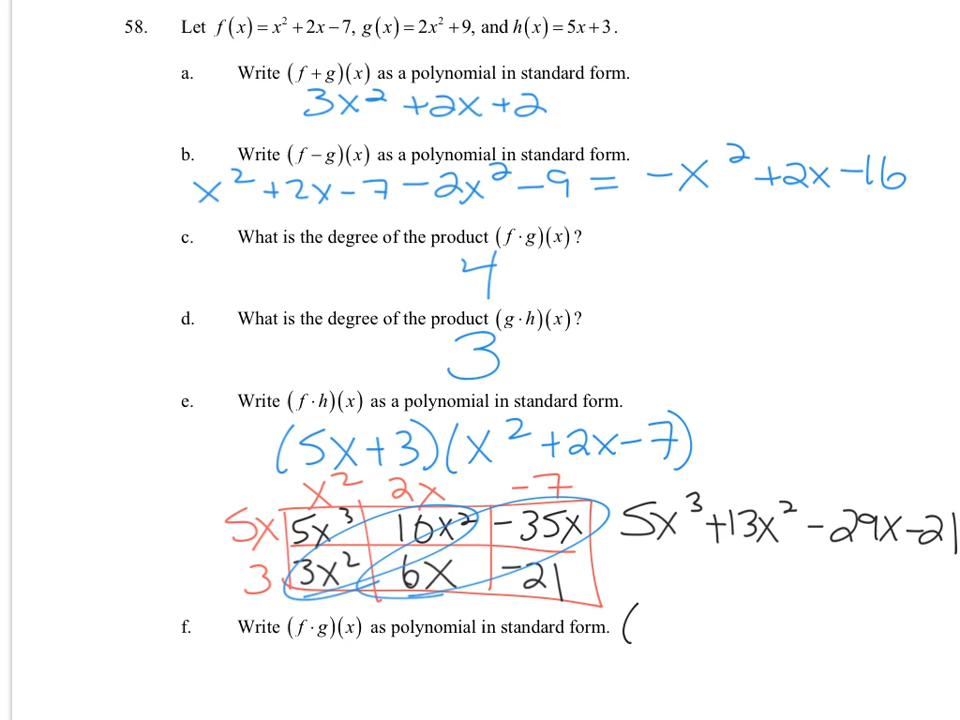 58. Let f(x)=x²+2x−7, g(x)=2x²+9, and h(x)=5x+3.
a. Write (f+g)(x) as a polynomial in standard form.
3x² +2x+2
b. Write (f−g)(x) as a polynomial in standard form.
x²+2x−7−2x²−9 = −x²+2x−16
c. What is the degree of the product (f·g)(x)?
4
d. What is the degree of the product (g·h)(x)?
3
e. Write (f·h)(x) as a polynomial in standard form.
(5x+3)(x²+2x−7)
x² 2x −7
5x 5x³ 10x² −35x 5x³+13x²−29x−21
3 3x² 6x −21
f. Write (f·g)(x) as polynomial in standard form. (